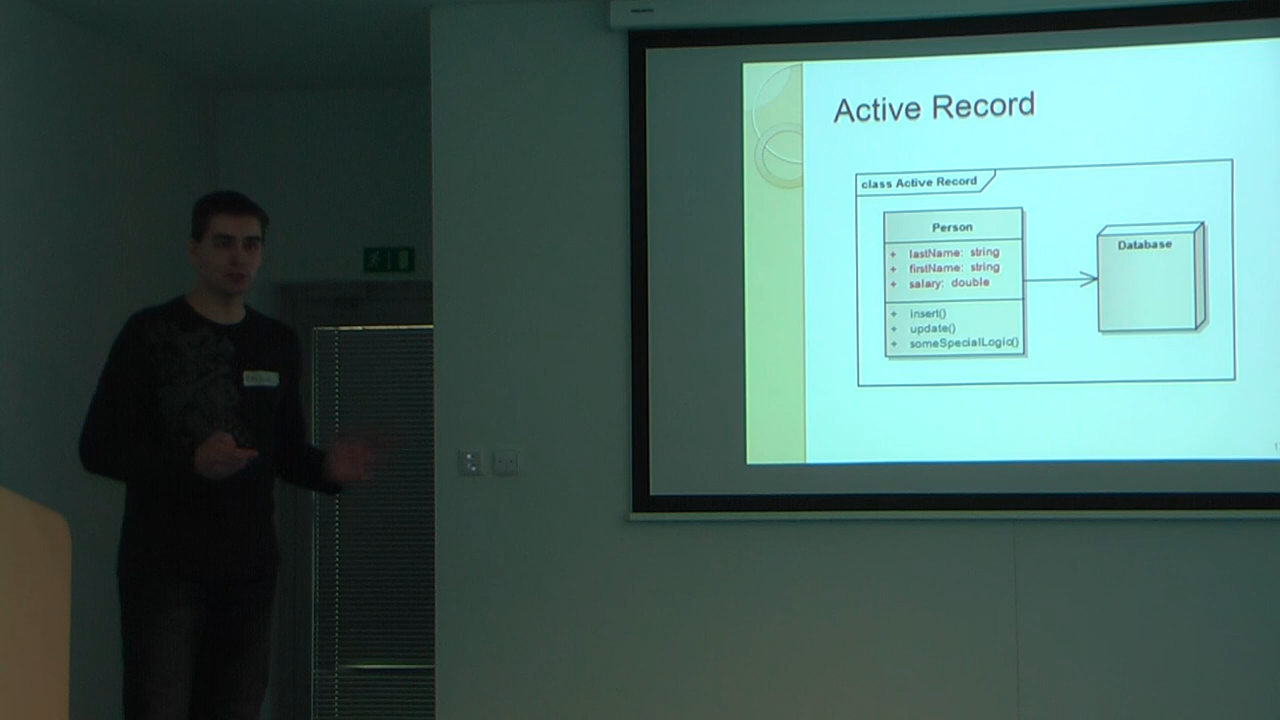 Active Record
class Active Record
Person
+ lastName: string
+ firstName: string
+ salary: double
+ insert()
+ update()
+ someSpecialLogic()
Database